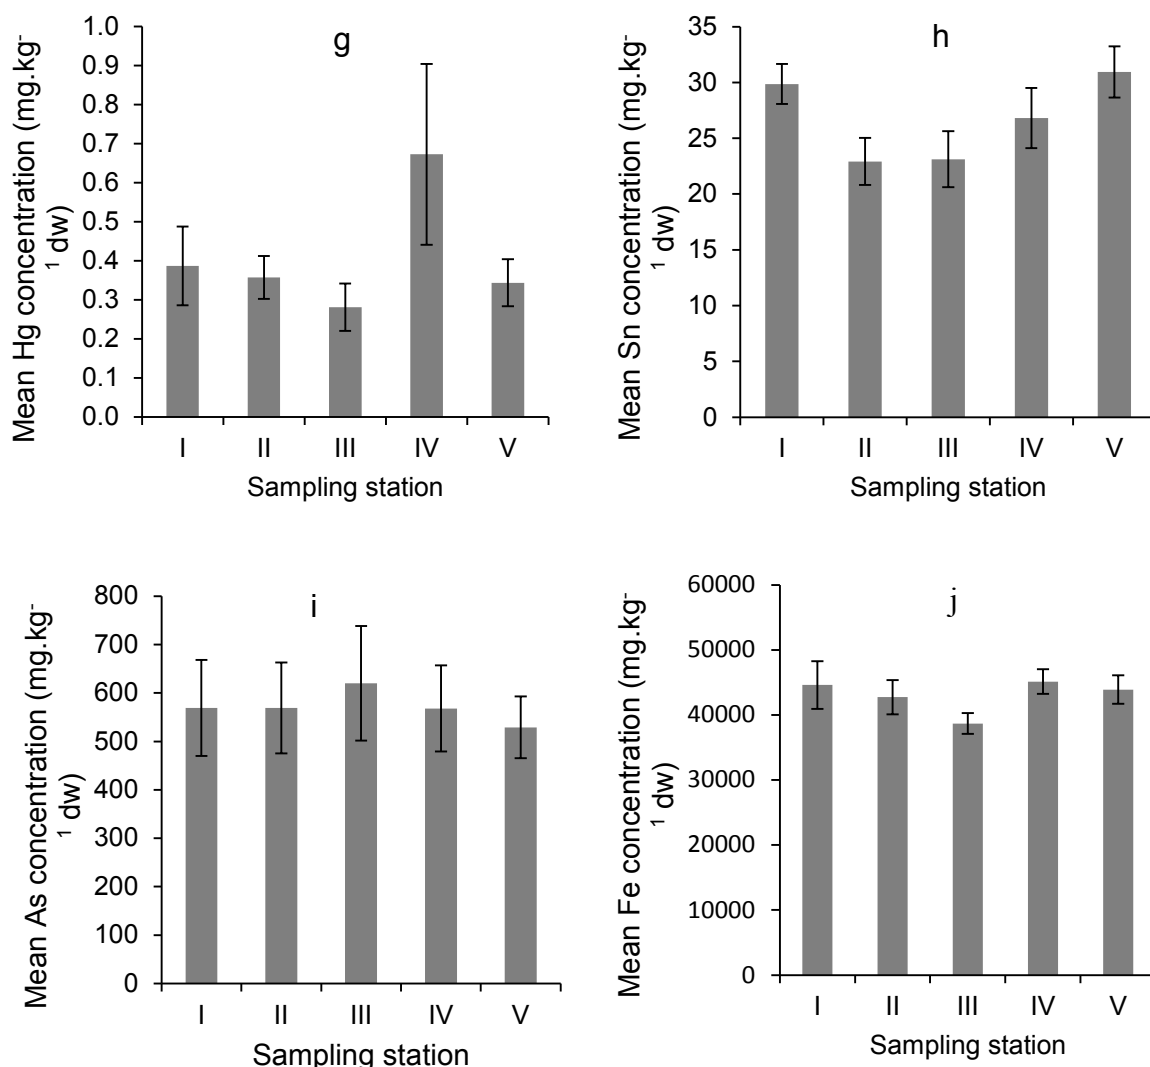 g
Mean Hg concentration (mg.kg-
1 dw)
1.0
0.9
0.8
0.7
0.6
0.5
0.4
0.3
0.2
0.1
0.0
I II III IV V
Sampling station
h
Mean Sn concentration (mg.kg-
1 dw)
35
30
25
20
15
10
5
0
I II III IV V
Sampling station
i
Mean As concentration (mg.kg-
1 dw)
800
700
600
500
400
300
200
100
0
I II III IV V
Sampling station
j
Mean Fe concentration (mg.kg-
1 dw)
60000
50000
40000
30000
20000
10000
0
I II III IV V
Sampling station